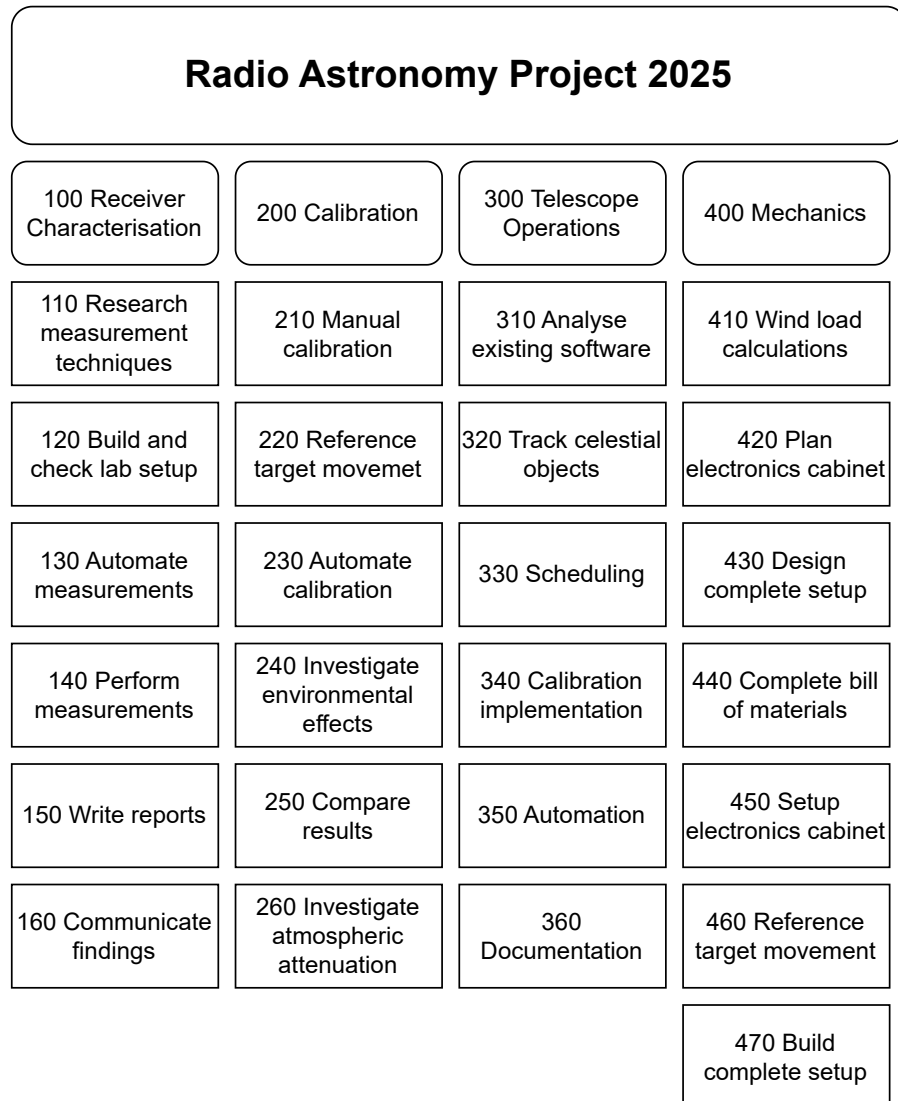 Radio Astronomy Project 2025
100 Receiver
Characterisation
200 Calibration
300 Telescope
Operations
400 Mechanics
110 Research
measurement
techniques
210 Manual
calibration
310 Analyse
existing software
410 Wind load
calculations
120 Build and
check lab setup
220 Reference
target movemet
320 Track celestial
objects
420 Plan
electronics cabinet
130 Automate
measurements
230 Automate
calibration
330 Scheduling
430 Design
complete setup
140 Perform
measurements
240 Investigate
environmental
effects
340 Calibration
implementation
440 Complete bill
of materials
150 Write reports
250 Compare
results
350 Automation
450 Setup
electronics cabinet
160 Communicate
findings
260 Investigate
atmospheric
attenuation
360
Documentation
460 Reference
target movement
470 Build
complete setup